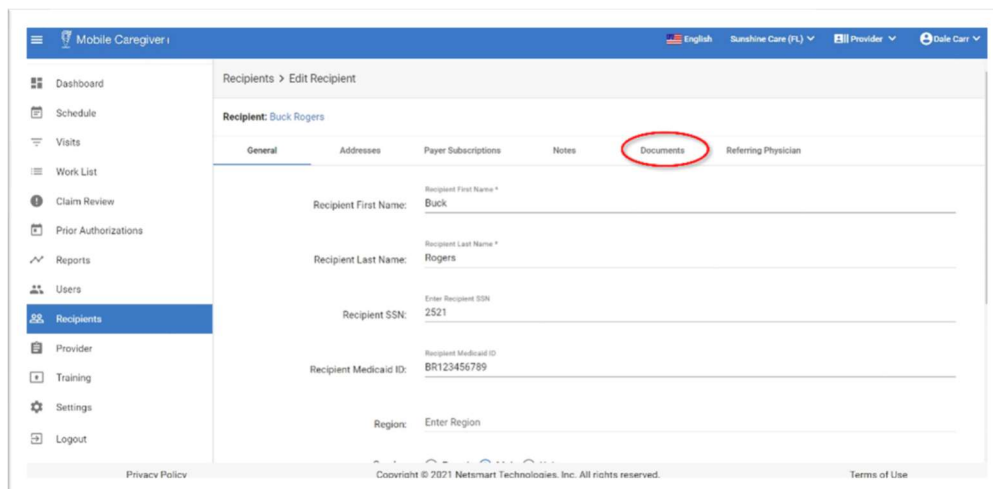 Mobile Caregiver+
English Sunshine Care (FL) Provider Dale Carr
Dashboard
Schedule
Visits
Work List
Claim Review
Prior Authorizations
Reports
Users
Recipients
Provider
Training
Settings
Logout
Recipients > Edit Recipient
Recipient: Buck Rogers
General Addresses Payer Subscriptions Notes Documents Referring Physician
Recipient First Name *
Recipient First Name: Buck
Recipient Last Name *
Recipient Last Name: Rogers
Enter Recipient SSN
Recipient SSN: 2521
Recipient Medicaid ID
Recipient Medicaid ID: BR123456789
Region: Enter Region
Privacy Policy Copyright © 2021 Netsmart Technologies, Inc. All rights reserved. Terms of Use